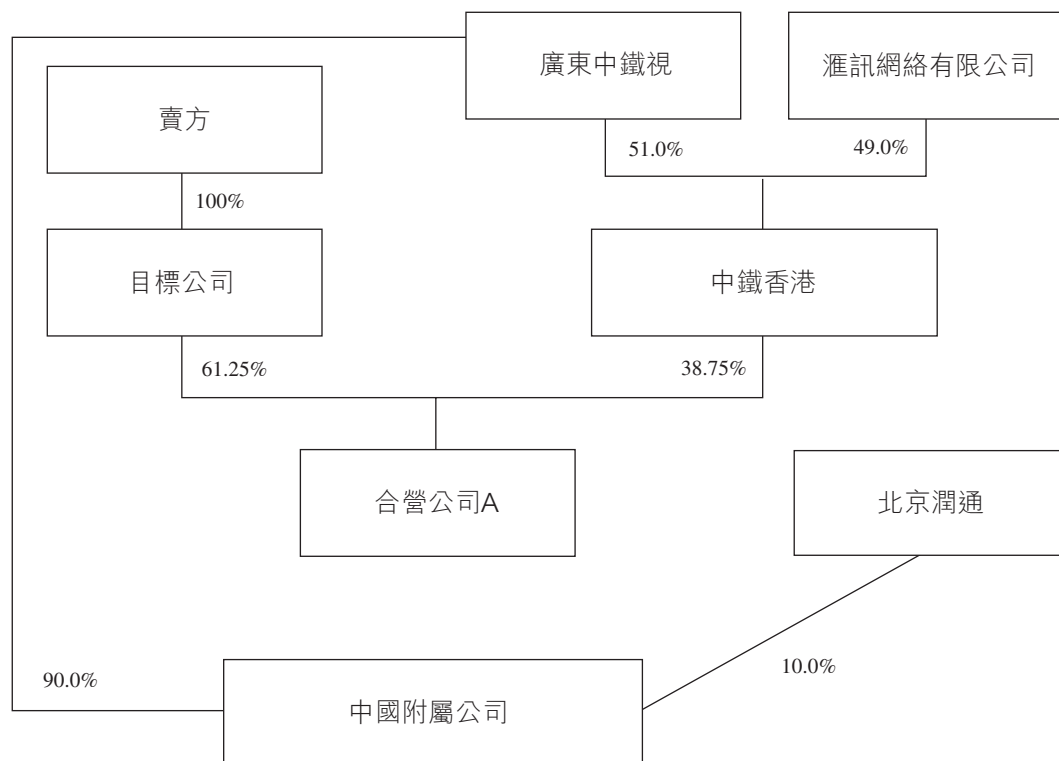 廣東中鐵視
滙訊網絡有限公司
賣方
51.0%
49.0%
100%
目標公司
中鐵香港
61.25%
38.75%
合營公司A
北京潤通
90.0%
10.0%
中國附屬公司